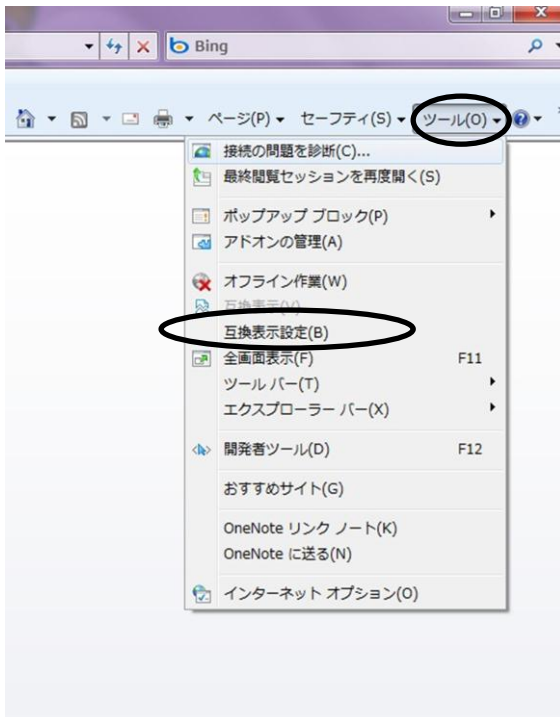 Bing
ページ(P) セーフティ(S) ツール(O)
接続の問題を診断(C)...
最終閲覧セッションを再度開く(S)
ポップアップ ブロック(P)
アドオンの管理(A)
オフライン作業(W)
互換表示(V)
互換表示設定(B)
全画面表示(F) F11
ツール バー(T)
エクスプローラー バー(X)
開発者ツール(D) F12
おすすめサイト(G)
OneNote リンク ノート(K)
OneNote に送る(N)
インターネット オプション(O)